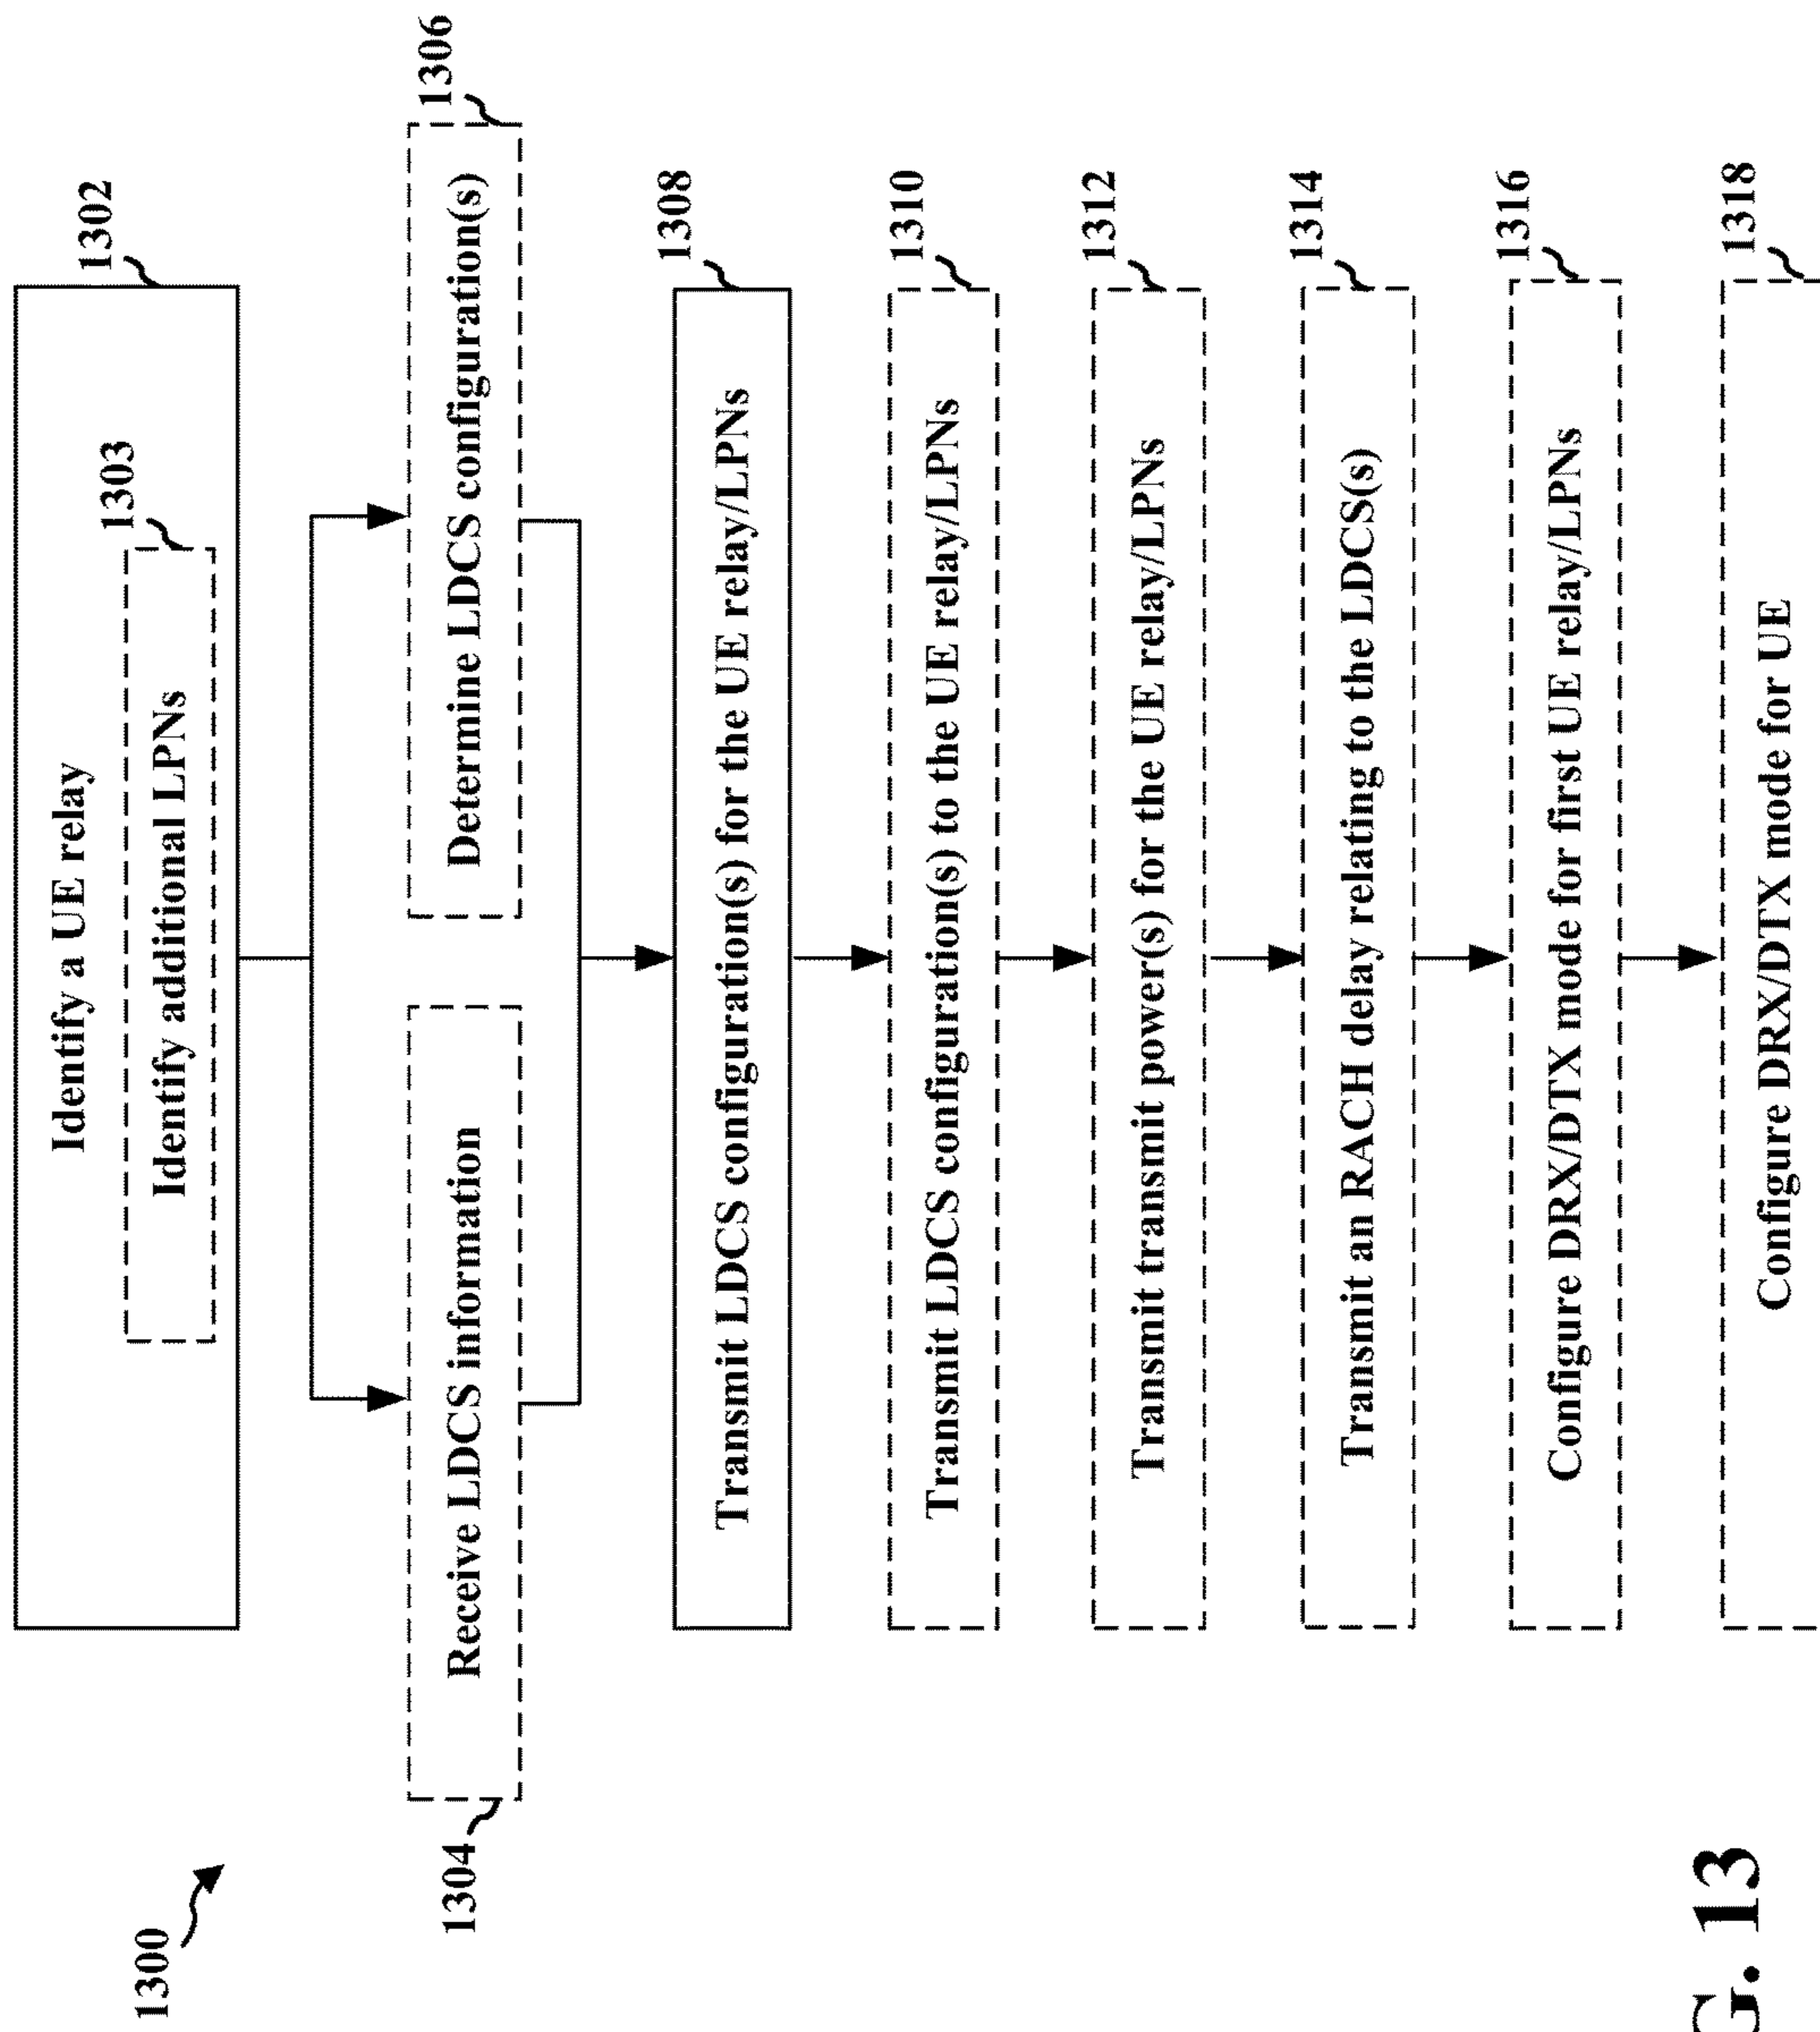 1300
1302
Identify a UE relay
1303
Identify additional LPNs
1304
Receive LDCS information
1306
Determine LDCS configuration(s)
1308
Transmit LDCS configuration(s) for the UE relay/LPNs
1310
Transmit LDCS configuration(s) to the UE relay/LPNs
1312
Transmit transmit power(s) for the UE relay/LPNs
1314
Transmit an RACH delay relating to the LDCS(s)
1316
Configure DRX/DTX mode for first UE relay/LPNs
1318
Configure DRX/DTX mode for UE
G. 13